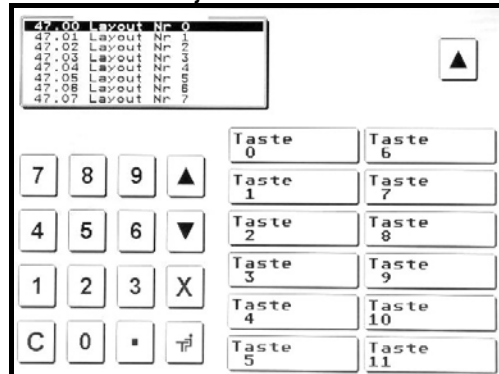 47.00 Layout Nr 0
47.01 Layout Nr 1
47.02 Layout Nr 2
47.03 Layout Nr 3
47.04 Layout Nr 4
47.05 Layout Nr 5
47.06 Layout Nr 6
47.07 Layout Nr 7
Taste 0
Taste 6
7 8 9 ▲
Taste 1
Taste 7
4 5 6 ▼
Taste 2
Taste 8
1 2 3 X
Taste 3
Taste 9
Taste 4
Taste 10
C 0 .
Taste 5
Taste 11